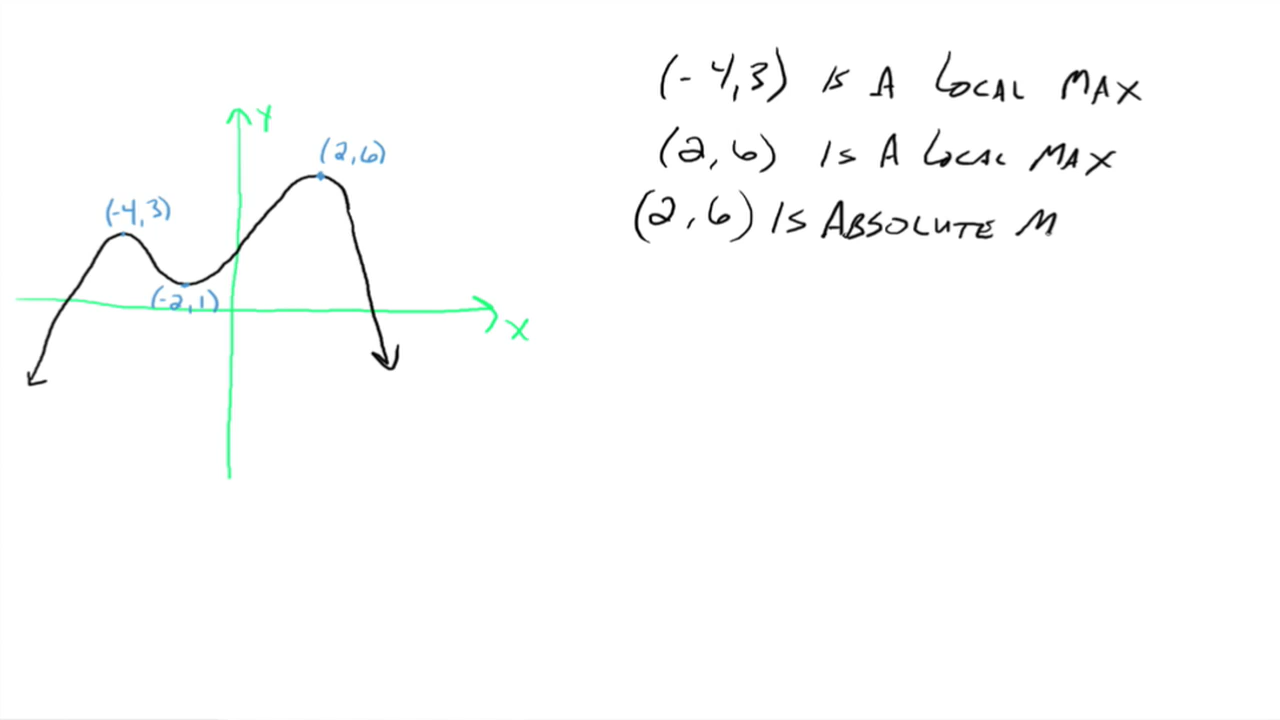 (-4,3) IS A LOCAL MAX
(2,6) IS A LOCAL MAX
(2,6) IS ABSOLUTE M
Y
(2,6)
(-4,3)
(-2,1)
X